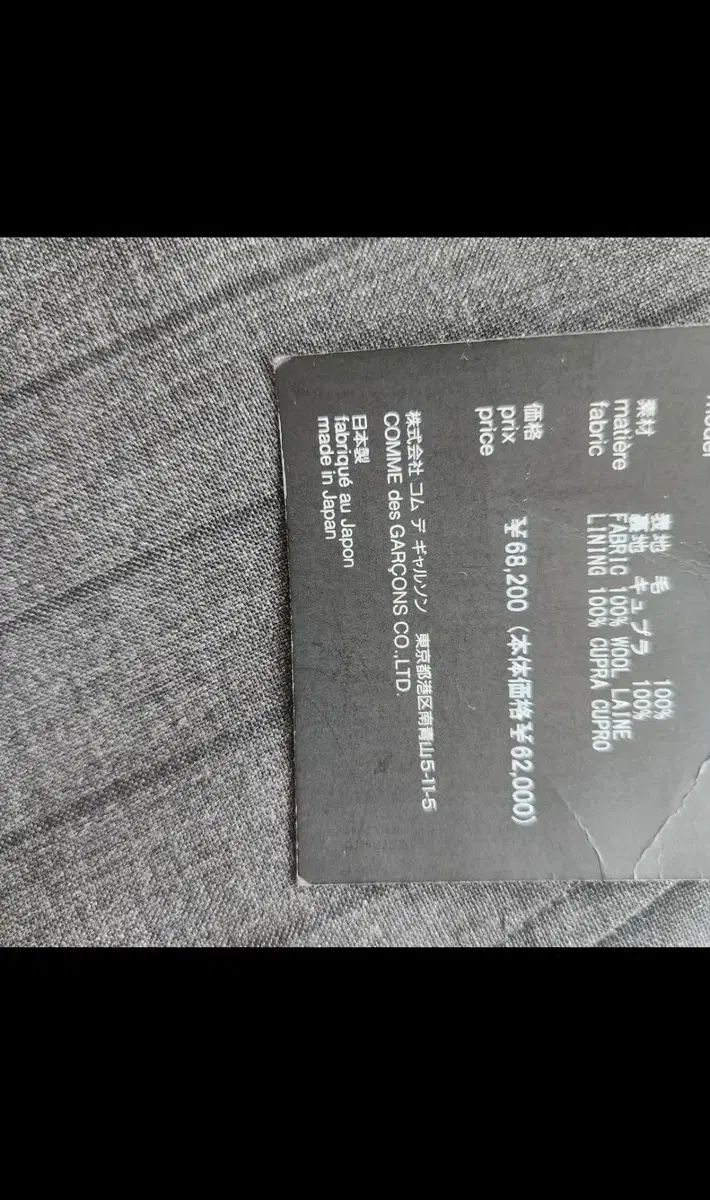 素材 表地 毛 100%
matière 裏地 キュプラ 100%
fabric FABRIC 100% WOOL LAINE
LINING 100% CUPRA CUPRO
価格
prix ¥68,200 (本体価格¥62,000)
price
株式会社 コム デ ギャルソン 東京都港区南青山5-11-5
COMME des GARÇONS CO.,LTD.
日本製
fabriqué au Japon
made in Japan